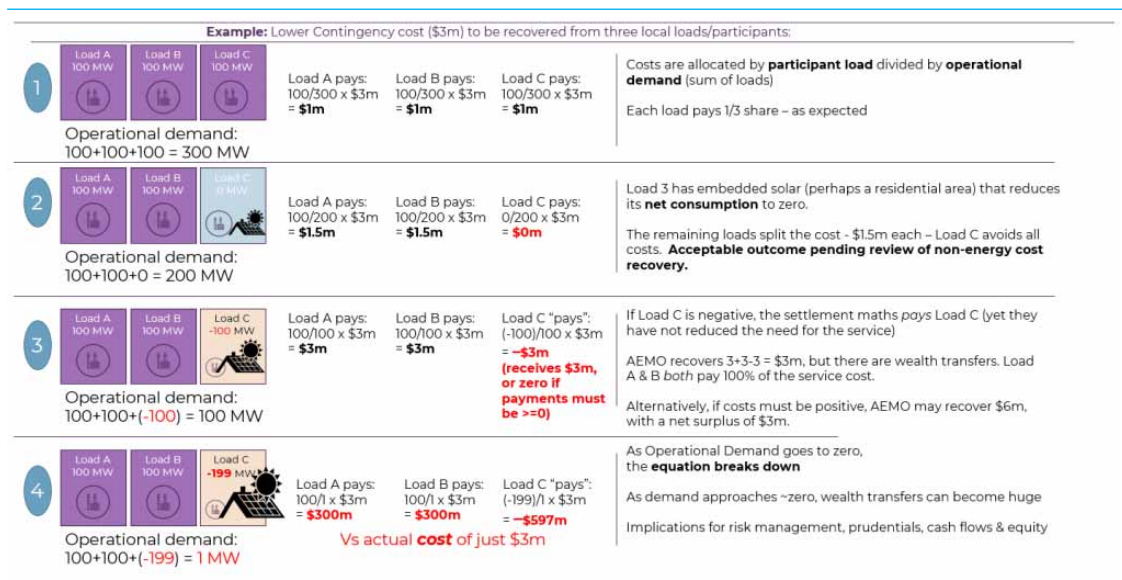 Example: Lower Contingency cost ($3m) to be recovered from three local loads/participants:
1
Load A
100 MW
Load B
100 MW
Load C
100 MW
Operational demand:
100+100+100 = 300 MW
Load A pays:
100/300 x $3m
= $1m
Load B pays:
100/300 x $3m
= $1m
Load C pays:
100/300 x $3m
= $1m
Costs are allocated by participant load divided by operational
demand (sum of loads)
Each load pays 1/3 share – as expected
2
Load A
100 MW
Load B
100 MW
Load C
0 MW
Operational demand:
100+100+0 = 200 MW
Load A pays:
100/200 x $3m
= $1.5m
Load B pays:
100/200 x $3m
= $1.5m
Load C pays:
0/200 x $3m
= $0m
Load 3 has embedded solar (perhaps a residential area) that reduces
its net consumption to zero.
The remaining loads split the cost - $1.5m each – Load C avoids all
costs. Acceptable outcome pending review of non-energy cost
recovery.
3
Load A
100 MW
Load B
100 MW
Load C
-100 MW
Operational demand:
100+100+(-100) = 100 MW
Load A pays:
100/100 x $3m
= $3m
Load B pays:
100/100 x $3m
= $3m
Load C “pays”:
(-100)/100 x $3m
= –$3m
(receives $3m,
or zero if
payments must
be >=0)
If Load C is negative, the settlement maths pays Load C (yet they
have not reduced the need for the service)
AEMO recovers 3+3-3 = $3m, but there are wealth transfers. Load
A & B both pay 100% of the service cost.
Alternatively, if costs must be positive, AEMO may recover $6m,
with a net surplus of $3m.
4
Load A
100 MW
Load B
100 MW
Load C
-199 MW
Operational demand:
100+100+(-199) = 1 MW
Load A pays:
100/1 x $3m
= $300m
Load B pays:
100/1 x $3m
= $300m
Load C “pays”:
(-199)/1 x $3m
= –$597m
Vs actual cost of just $3m
As Operational Demand goes to zero,
the equation breaks down
As demand approaches ~zero, wealth transfers can become huge
Implications for risk management, prudentials, cash flows & equity